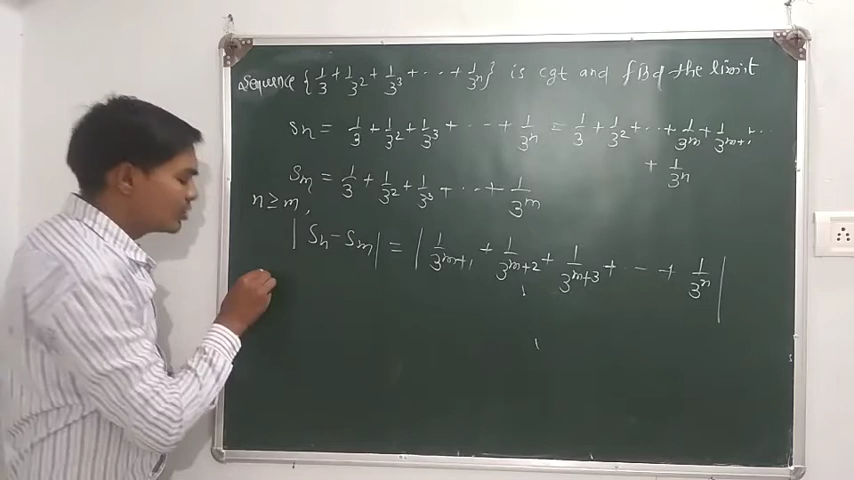 Sequence {1/3 + 1/3² + 1/3³ + ... + 1/3ⁿ} is cgt and find the limit
Sn = 1/3 + 1/3² + 1/3³ + ... + 1/3ⁿ = 1/3 + 1/3² + ... + 1/3ᵐ + 1/3ᵐ⁺¹ + ...
+ 1/3ⁿ
Sm = 1/3 + 1/3² + 1/3³ + ... + 1/3ᵐ
n ≥ m,
|Sn - Sm| = |1/3ᵐ⁺¹ + 1/3ᵐ⁺² + 1/3ᵐ⁺³ + ... + 1/3ⁿ|